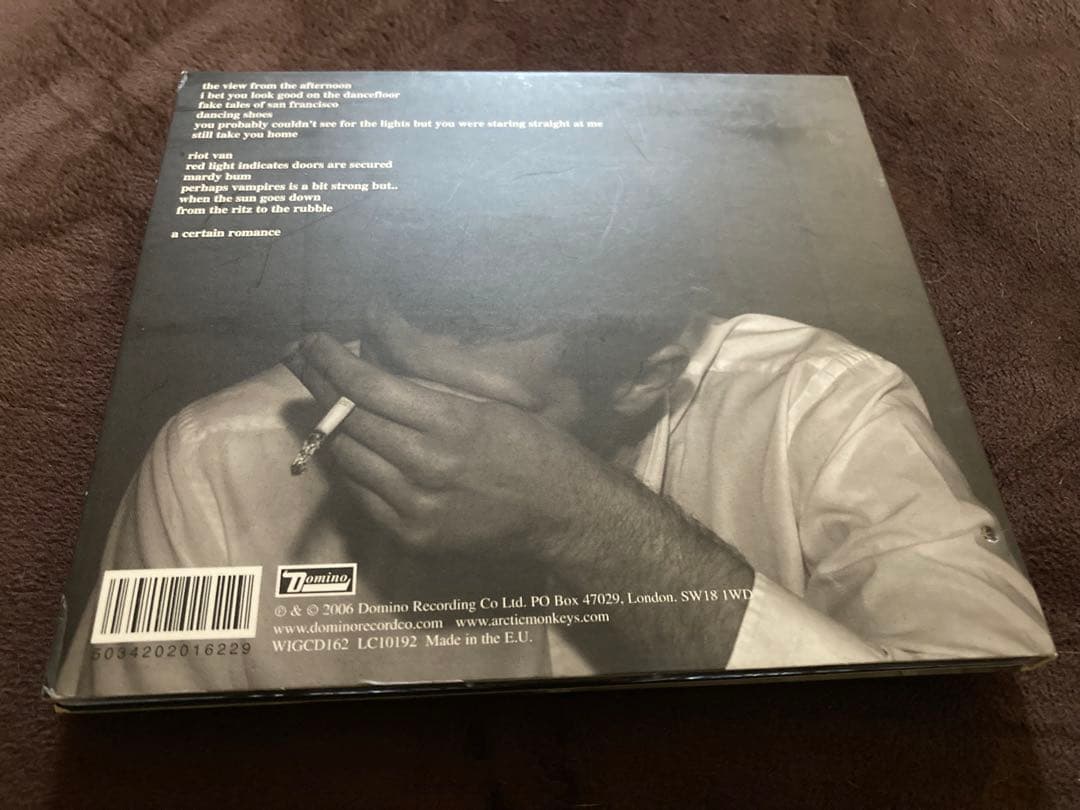 the view from the afternoon
i bet you look good on the dancefloor
fake tales of san francisco
dancing shoes
you probably couldn't see for the lights but you were staring straight at me
still take you home
riot van
red light indicates doors are secured
mardy bum
perhaps vampires is a bit strong but..
when the sun goes down
from the ritz to the rubble
a certain romance
Domino
℗ & © 2006 Domino Recording Co Ltd. PO Box 47029, London. SW18 1WD
www.dominorecordco.com www.arcticmonkeys.com
WIGCD162 LC10192 Made in the E.U.
5034202016229